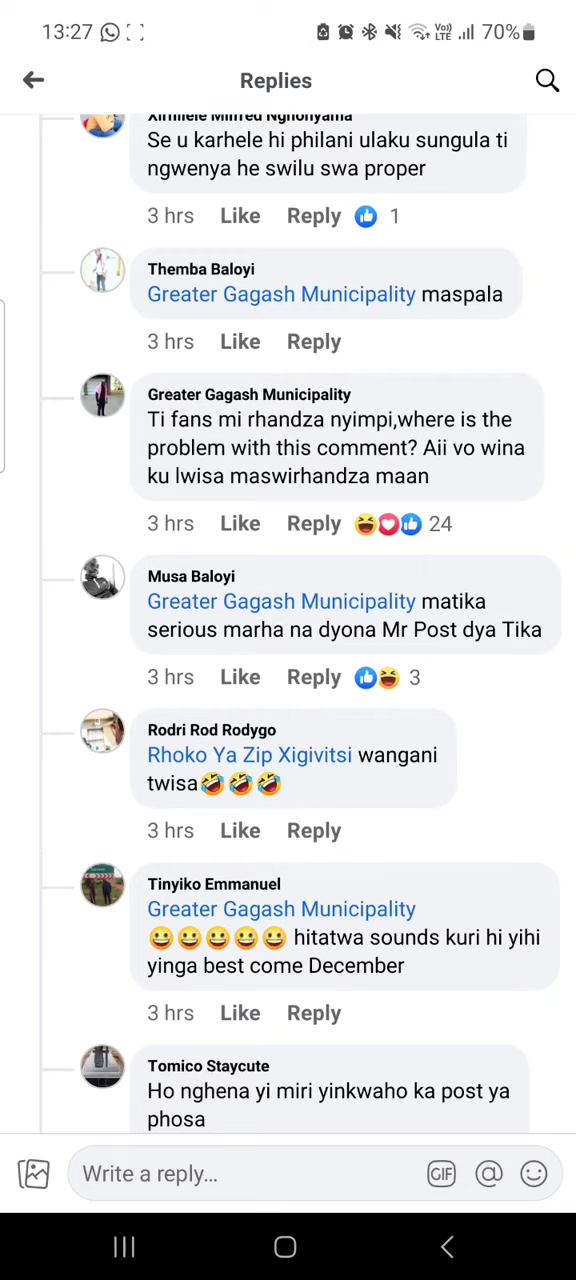 13:27
Vo))
LTE
70%
Replies
Se u karhele hi philani ulaku sungula ti
ngwenya he swilu swa proper
3 hrs Like Reply 1
Themba Baloyi
Greater Gagash Municipality maspala
3 hrs Like Reply
Greater Gagash Municipality
Ti fans mi rhandza nyimpi,where is the
problem with this comment? Aii vo wina
ku lwisa maswirhandza maan
3 hrs Like Reply 😆❤👍 24
Musa Baloyi
Greater Gagash Municipality matika
serious marha na dyona Mr Post dya Tika
3 hrs Like Reply 👍😆 3
Rodri Rod Rodygo
Rhoko Ya Zip Xigivitsi wangani
twisa🤣🤣🤣
3 hrs Like Reply
Tinyiko Emmanuel
Greater Gagash Municipality
😀😀😀😀😀 hitatwa sounds kuri hi yihi
yinga best come December
3 hrs Like Reply
Tomico Staycute
Ho nghena yi miri yinkwaho ka post ya
phosa
Write a reply... GIF @